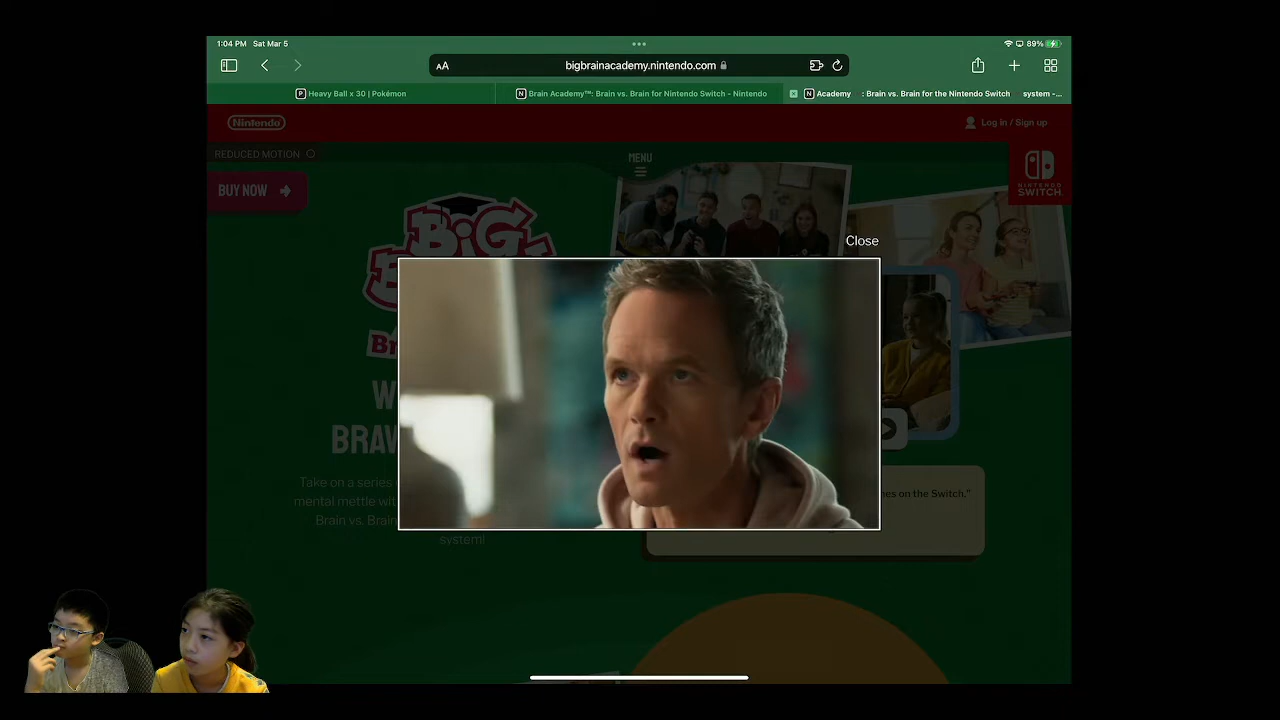 1:04 PM Sat Mar 5
89%
AA
bigbrainacademy.nintendo.com
Heavy Ball x 30 | Pokémon
Brain Academy™: Brain vs. Brain for Nintendo Switch - Nintendo
Academy : Brain vs. Brain for the Nintendo Switch system -...
Nintendo
Log in / Sign up
REDUCED MOTION
MENU
BUY NOW
NINTENDO
SWITCH
BiG
Close
Take on a series
mental mettle wit
Brain vs. Brain
system!
nes on the Switch."